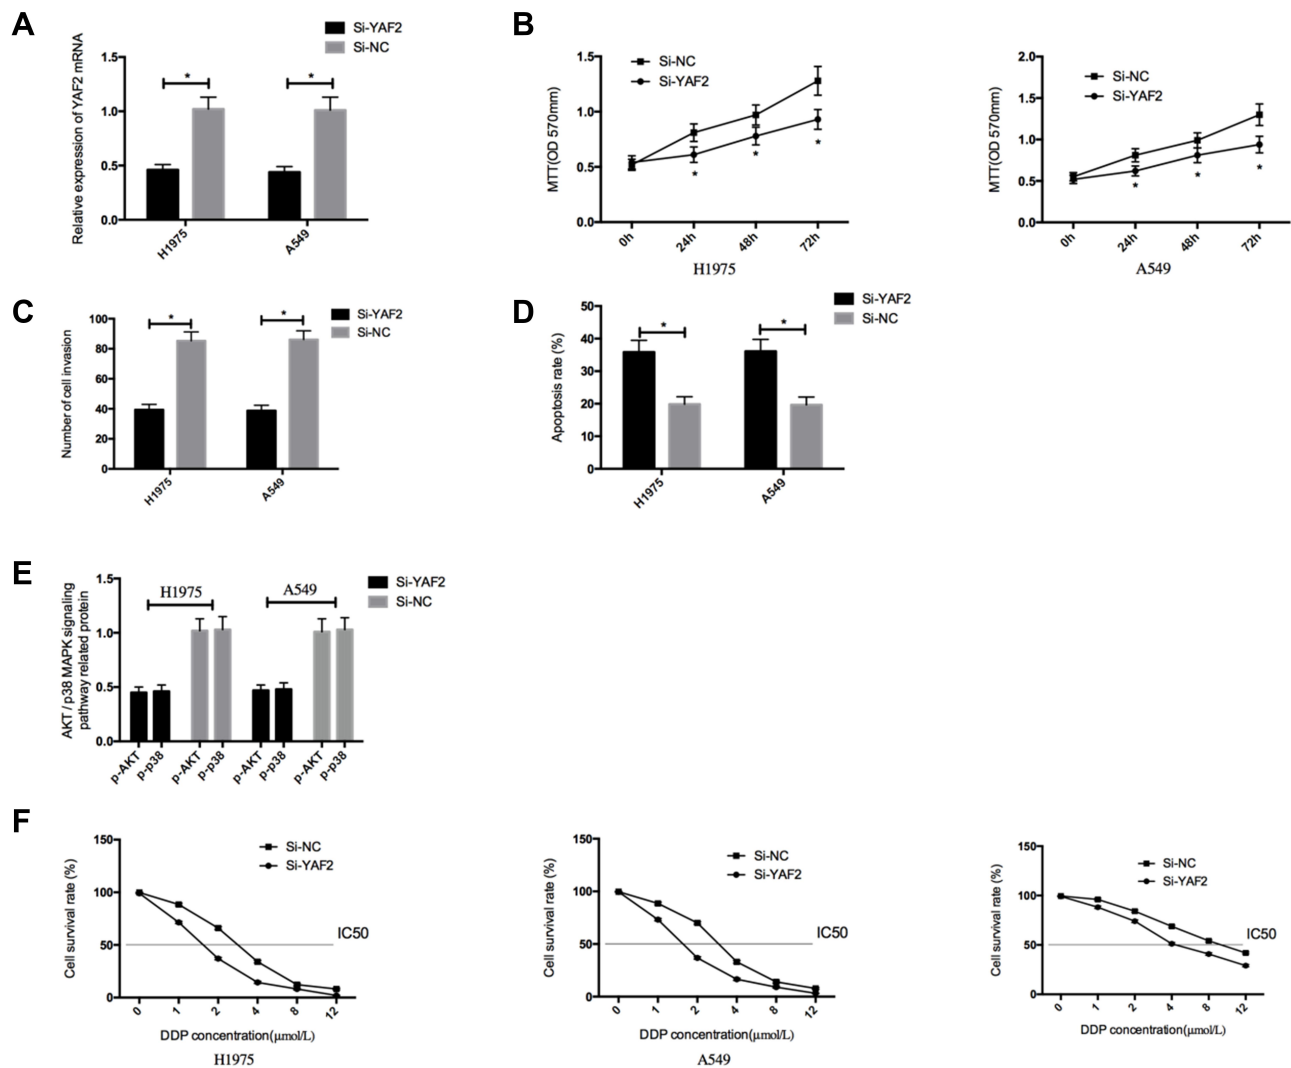 A
Si-YAF2
Si-NC
Relative expression of YAF2 mRNA
1.5
1.0
0.5
0.0
*
*
H1975
A549
B
MTT(OD 570mm)
1.5
1.0
0.5
0.0
Si-NC
Si-YAF2
*
*
*
0h
24h
48h
72h
H1975
MTT(OD 570mm)
2.0
1.5
1.0
0.5
0.0
Si-NC
Si-YAF2
*
*
*
0h
24h
48h
72h
A549
C
Number of cell invasion
100
80
60
40
20
0
*
*
Si-YAF2
Si-NC
H1975
A549
D
Apoptosis rate (%)
50
40
30
20
10
0
*
*
Si-YAF2
Si-NC
H1975
A549
E
AKT / p38 MAPK signaling
pathway related protein
1.5
1.0
0.5
0.0
H1975
A549
Si-YAF2
Si-NC
p-AKT
p-p38
p-AKT
p-p38
p-AKT
p-p38
p-AKT
p-p38
F
Cell survival rate (%)
150
100
50
0
Si-NC
Si-YAF2
IC50
0
1
2
4
8
12
DDP concentration(μmol/L)
H1975
Cell survival rate (%)
150
100
50
0
Si-NC
Si-YAF2
IC50
0
1
2
4
8
12
DDP concentration(μmol/L)
A549
Cell survival rate (%)
150
100
50
0
Si-NC
Si-YAF2
IC50
0
1
2
4
8
12
DDP concentration(μmol/L)